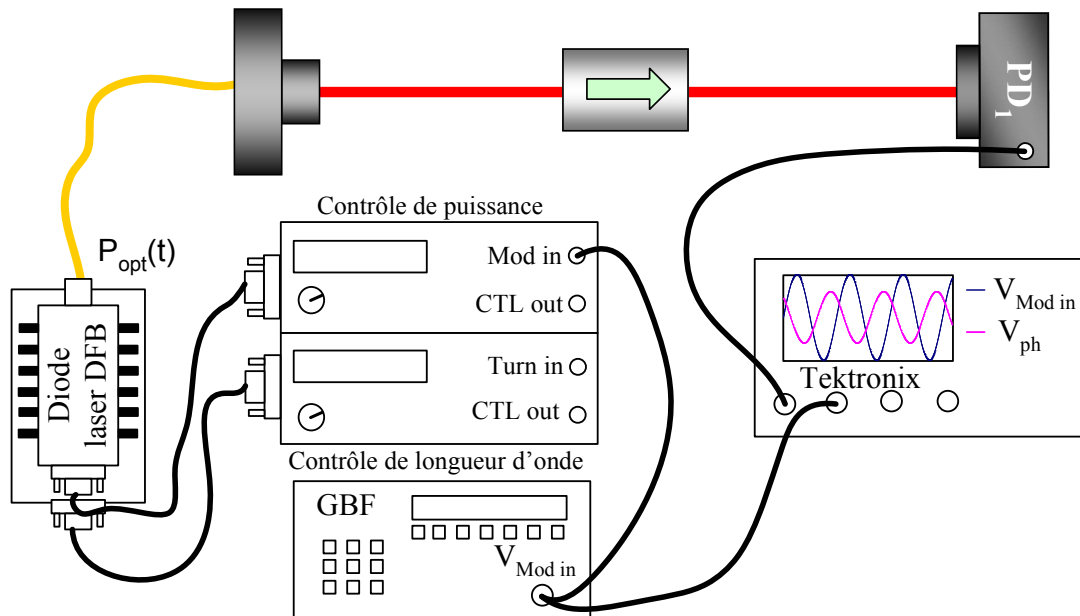 PD1
Contrôle de puissance
Popt(t)
Mod in
CTL out
Diode
laser DFB
Turn in
CTL out
VMod in
Vph
Tektronix
Contrôle de longueur d'onde
GBF
VMod in